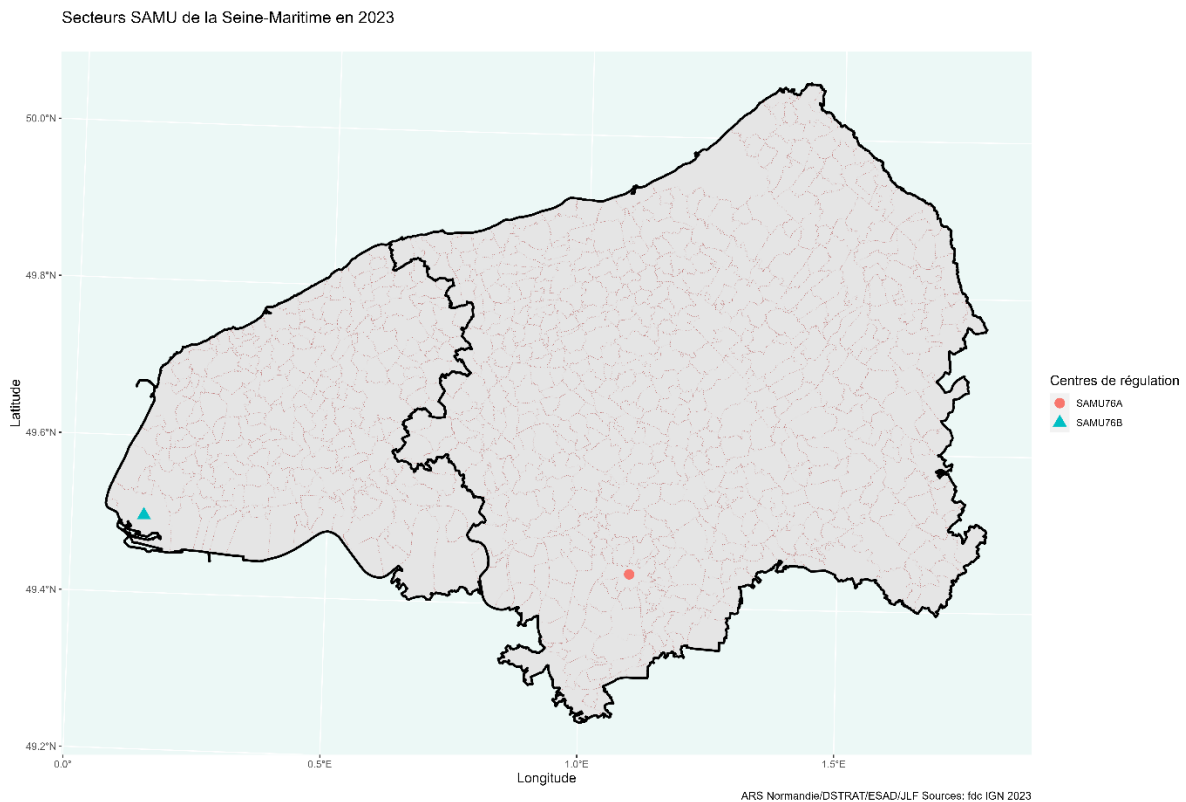 Secteurs SAMU de la Seine-Maritime en 2023
50.0°N
49.8°N
49.6°N
49.4°N
49.2°N
Latitude
0.0°
0.5°E
1.0°E
1.5°E
Longitude
Centres de régulation
SAMU76A
SAMU76B
ARS Normandie/DSTRAT/ESAD/JLF Sources: fdc IGN 2023